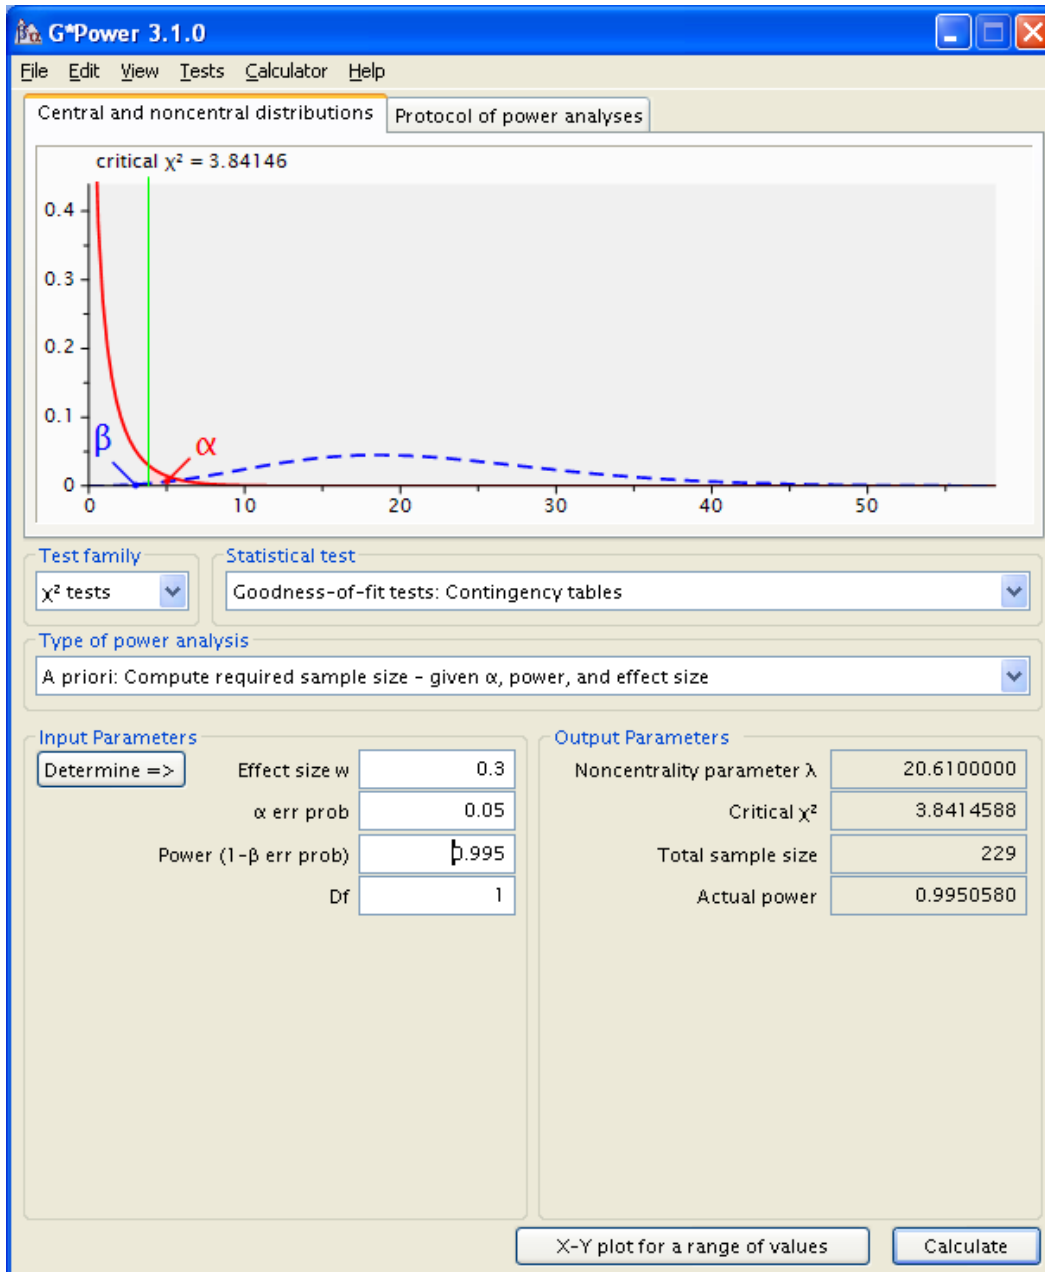 G*Power 3.1.0
File Edit View Tests Calculator Help
Central and noncentral distributions Protocol of power analyses
critical χ² = 3.84146
0.4
0.3
0.2
0.1
β α
0
0 10 20 30 40 50
Test family Statistical test
χ² tests Goodness-of-fit tests: Contingency tables
Type of power analysis
A priori: Compute required sample size - given α, power, and effect size
Input Parameters Output Parameters
Determine => Effect size w 0.3 Noncentrality parameter λ 20.6100000
α err prob 0.05 Critical χ² 3.8414588
Power (1-β err prob) 0.995 Total sample size 229
Df 1 Actual power 0.9950580
X-Y plot for a range of values Calculate